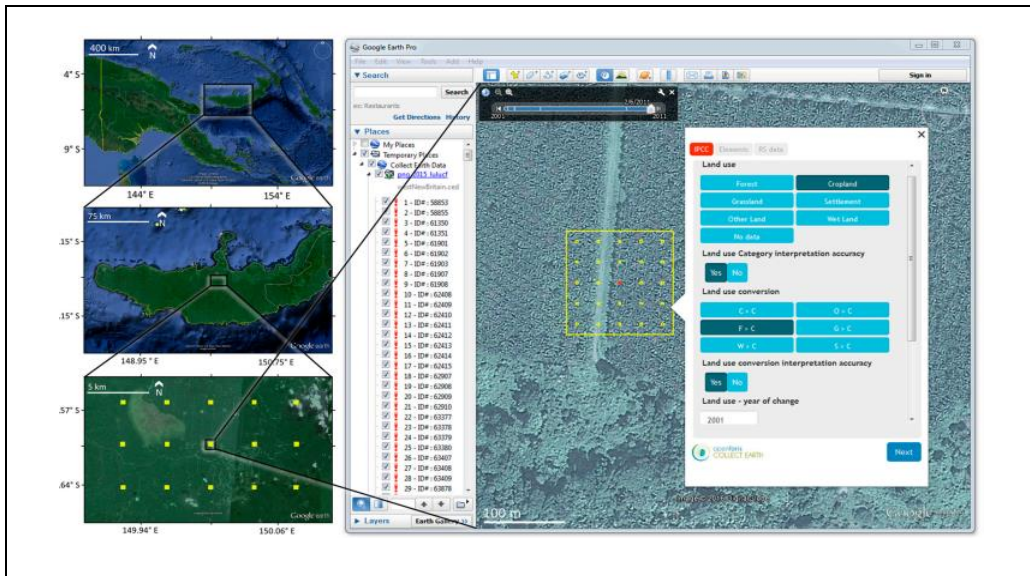 400 km
N
4° S
9° S
144° E
154° E
Google earth
75 km
N
.15° S
.15° S
148.95 ° E
150.75° E
Google earth
5 km
N
.57° S
.64° S
149.94° E
150.06° E
Google earth
Google Earth Pro
File Edit View Tools Add Help
Search
Search
ex: Restaurants
Get Directions History
Places
My Places
Temporary Places
Collect Earth Data
png_2015_lulucf
1 - ID# : 58853
2 - ID# : 58855
3 - ID# : 61350
4 - ID# : 61351
5 - ID# : 61901
6 - ID# : 61902
7 - ID# : 61903
8 - ID# : 61907
9 - ID# : 61908
10 - ID# : 62408
11 - ID# : 62409
12 - ID# : 62410
13 - ID# : 62411
14 - ID# : 62412
15 - ID# : 62413
16 - ID# : 62414
17 - ID# : 62415
18 - ID# : 62907
19 - ID# : 62908
20 - ID# : 62909
21 - ID# : 62910
22 - ID# : 63377
23 - ID# : 63378
24 - ID# : 63379
25 - ID# : 63380
26 - ID# : 63407
27 - ID# : 63408
28 - ID# : 63409
29 - ID# : 63878
Layers
Earth Gallery
Sign in
2001
2011
100 m
IPCC Elements RS data
Land use
Forest
Cropland
Grassland
Settlement
Other Land
Wet Land
No data
Land use Category interpretation accuracy
Yes No
Land use conversion
C > C
O > C
F > C
G > C
W > C
S > C
Land use conversion interpretation accuracy
Yes No
Land use - year of change
2001
openforis
COLLECT EARTH
Next